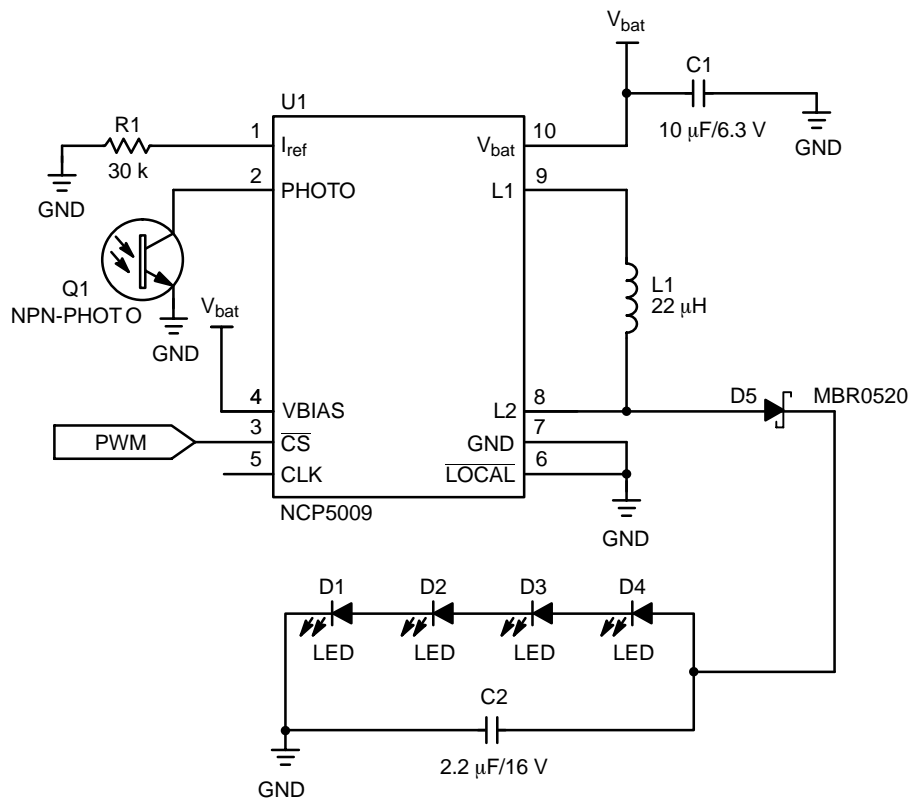 V_bat
C1
10 μF/6.3 V
GND
U1
R1
30 k
GND
1
I_ref
V_bat
10
2
PHOTO
L1
9
Q1
NPN-PHOTO
GND
V_bat
L1
22 μH
4
VBIAS
L2
8
D5
MBR0520
PWM
3
CS
GND
7
5
CLK
LOCAL
6
NCP5009
GND
D1
D2
D3
D4
LED
LED
LED
LED
C2
2.2 μF/16 V
GND